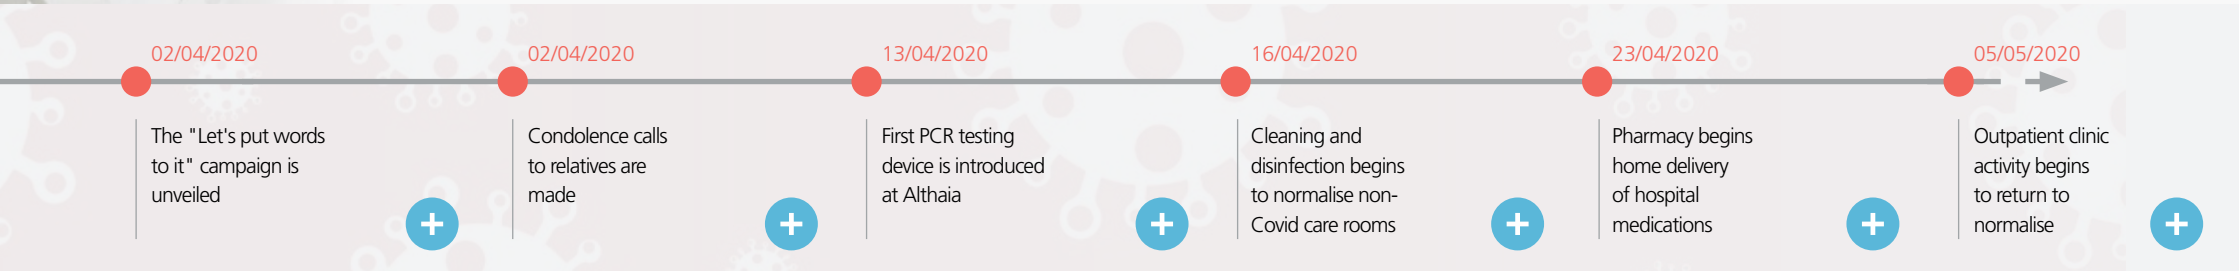 02/04/2020
The "Let's put words
to it" campaign is
unveiled
02/04/2020
Condolence calls
to relatives are
made
13/04/2020
First PCR testing
device is introduced
at Althaia
16/04/2020
Cleaning and
disinfection begins
to normalise non-
Covid care rooms
23/04/2020
Pharmacy begins
home delivery
of hospital
medications
05/05/2020
Outpatient clinic
activity begins
to return to
normalise